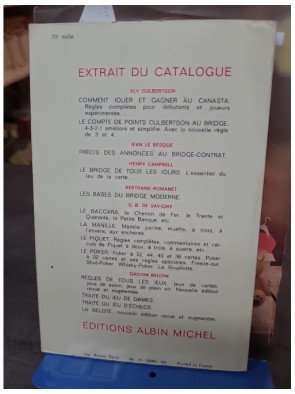 70e mille
EXTRAIT DU CATALOGUE
ELY CULBERTSON
COMMENT JOUER ET GAGNER AU CANASTA.
Règles complètes pour débutants et joueurs
expérimentés.
LE COMPTE DE POINTS CULBERTSON AU BRIDGE.
4-3-2-1 amélioré et simplifié. Avec la nouvelle règle
de 3 et 4.
JEAN LE BESQUE
PRÉCIS DES ANNONCES AU BRIDGE-CONTRAT.
HENRY CAMPBELL
LE BRIDGE DE TOUS LES JOURS. L'essentiel du
jeu de la carte.
BERTRAND ROMANET
LES BASES DU BRIDGE MODERNE
G.-B. DE SAVIGNY
LE BACCARA, le Chemin de Fer, le Trente et
Quarante, la Petite Banque, etc.
LA MANILLE. Manille parlée, muette, à trois, à
l'envers, aux enchères.
LE PIQUET. Règles complètes, commentaires et cal-
culs de Piquet à deux, à trois, à quatre, etc.
LE POKER. Poker à 52, 44, 40 et 36 cartes. Poker
à 32 cartes et ses règles spéciales. Freeze-out.
Stud-Poker. Whisky-Poker. La Bouillotte.
GASTON BEUDIN
RÈGLES DE TOUS LES JEUX. Jeux de cartes,
jeux de salon, jeux de plein air. Nouvelle édition
revue et augmentée.
TRAITÉ DU JEU DE DAMES.
TRAITÉ DU JEU D'ÉCHECS.
LA BELOTE, nouvelle édition revue et augmentée.
ÉDITIONS ALBIN MICHEL
Printed in France